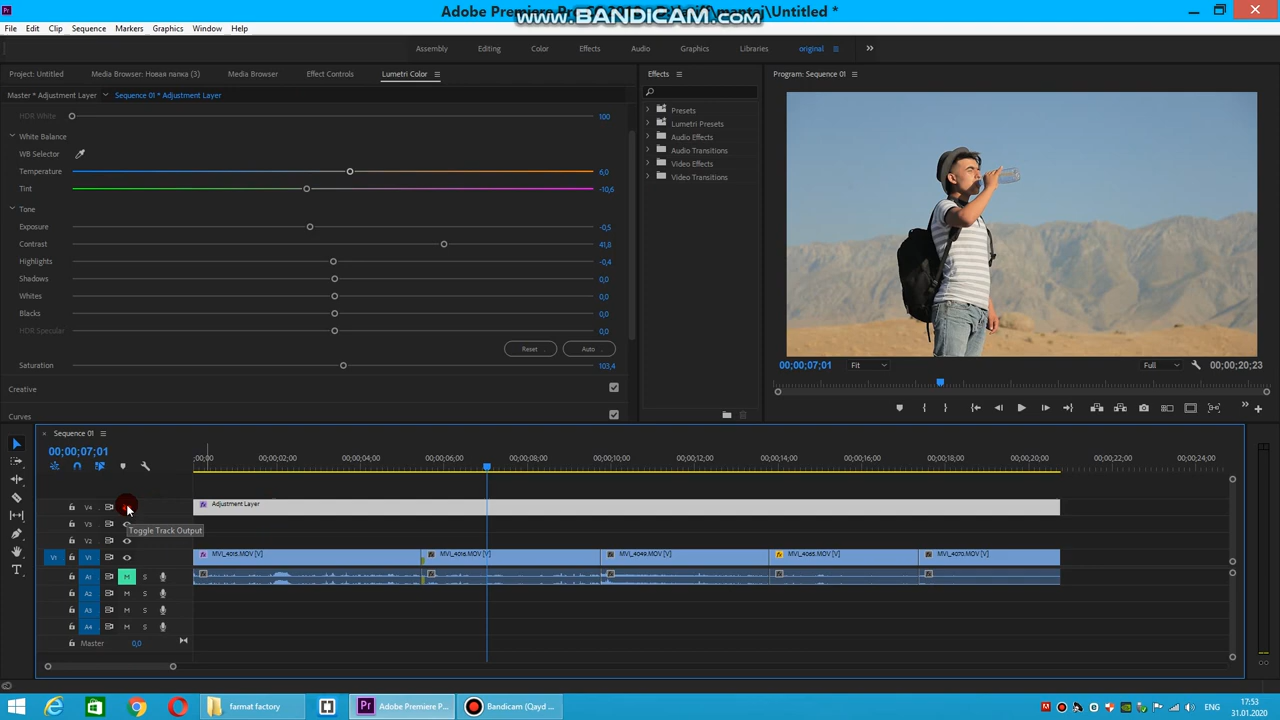 Adobe Premiere Pro
\Untitled *
www.BANDICAM.com
File Edit Clip Sequence Markers Graphics Window Help
Assembly Editing Color Effects Audio Graphics Libraries original
Project: Untitled Media Browser: Новая папка (3) Media Browser Effect Controls Lumetri Color
Effects
Program: Sequence 01
Master * Adjustment Layer Sequence 01 * Adjustment Layer
HDR White 100
White Balance
WB Selector
Temperature 6,0
Tint -10,6
Tone
Exposure -0,5
Contrast 41,8
Highlights -0,4
Shadows 0,0
Whites 0,0
Blacks 0,0
HDR Specular 0,0
Reset Auto
Saturation 103,4
Creative
Curves
Presets
Lumetri Presets
Audio Effects
Audio Transitions
Video Effects
Video Transitions
00;00;07;01 Fit Full 00;00;20;23
Sequence 01
00;00;07;01
;00;00 00;00;02;00 00;00;04;00 00;00;06;00 00;00;08;00 00;00;10;00 00;00;12;00 00;00;14;00 00;00;16;00 00;00;18;00 00;00;20;00 00;00;22;00 00;00;24;00
V4 Adjustment Layer
V3
Toggle Track Output
V2
V1 V1 MVI_4015.MOV [V] MVI_4016.MOV [V] MVI_4049.MOV [V] MVI_4065.MOV [V] MVI_4070.MOV [V]
A1 M S
A2 M S
A3 M S
A4 M S
Master 0,0
farmat factory Adobe Premiere P... Bandicam (Qayd ... ENG 17:53
31.01.2020